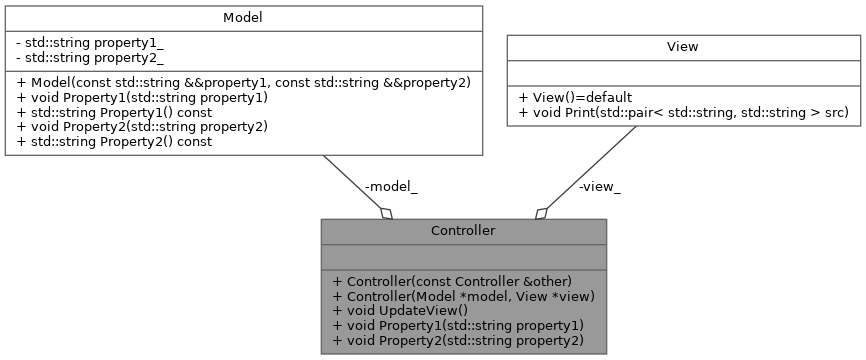 Model
- std::string property1_
- std::string property2_
+ Model(const std::string &&property1, const std::string &&property2)
+ void Property1(std::string property1)
+ std::string Property1() const
+ void Property2(std::string property2)
+ std::string Property2() const
View
+ View()=default
+ void Print(std::pair< std::string, std::string > src)
-model_
-view_
Controller
+ Controller(const Controller &other)
+ Controller(Model *model, View *view)
+ void UpdateView()
+ void Property1(std::string property1)
+ void Property2(std::string property2)